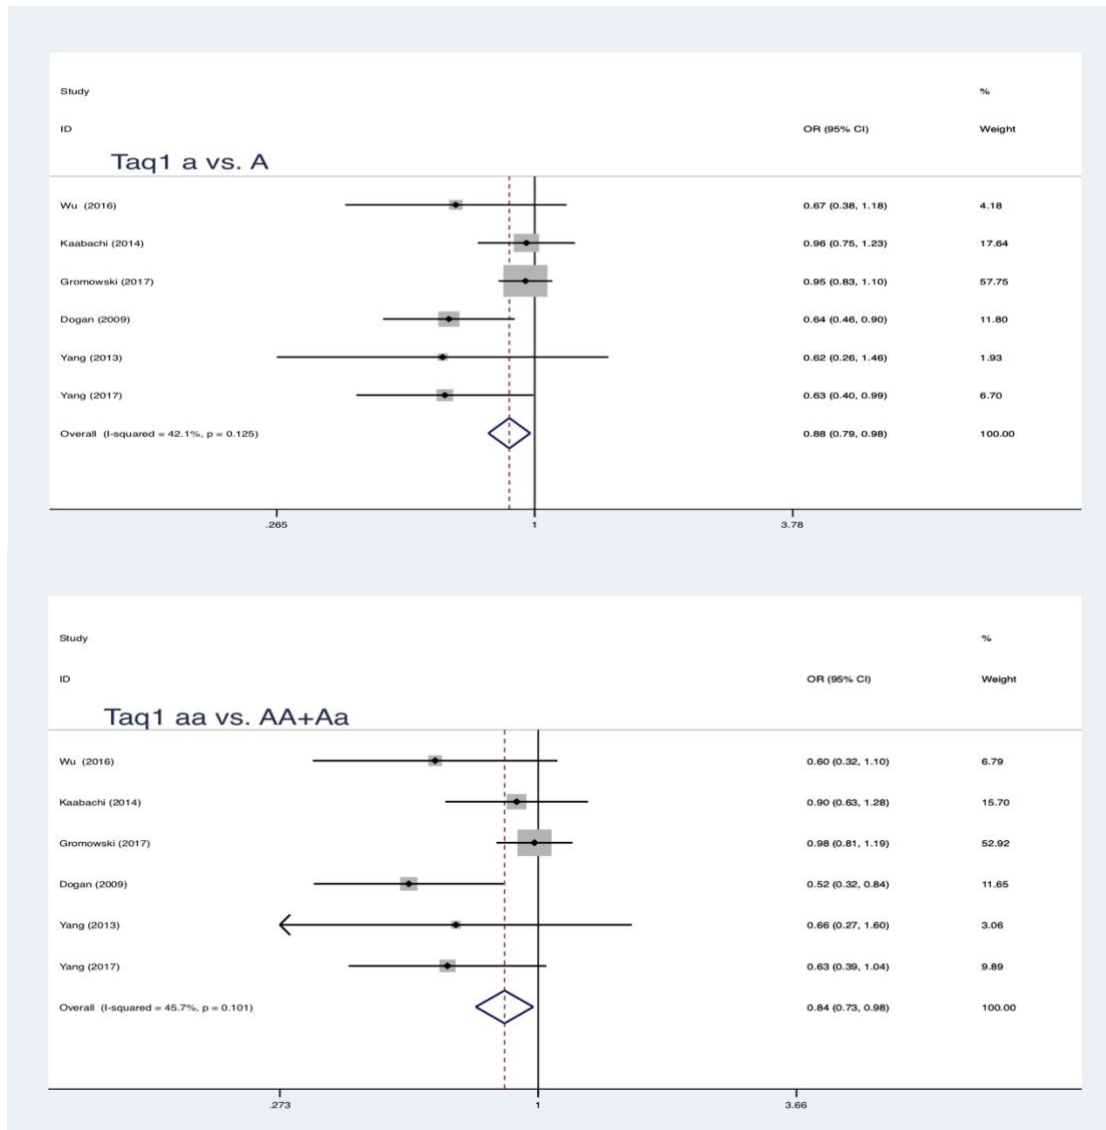 Study %
ID OR (95% CI) Weight
Taq1 a vs. A
Wu (2016) 0.67 (0.38, 1.18) 4.18
Kaabachi (2014) 0.96 (0.75, 1.23) 17.64
Gromowski (2017) 0.95 (0.83, 1.10) 57.75
Dogan (2009) 0.64 (0.46, 0.90) 11.80
Yang (2013) 0.62 (0.26, 1.46) 1.93
Yang (2017) 0.63 (0.40, 0.99) 6.70
Overall (I-squared = 42.1%, p = 0.125) 0.88 (0.79, 0.98) 100.00
.265 1 3.78
Study %
ID OR (95% CI) Weight
Taq1 aa vs. AA+Aa
Wu (2016) 0.60 (0.32, 1.10) 6.79
Kaabachi (2014) 0.90 (0.63, 1.28) 15.70
Gromowski (2017) 0.98 (0.81, 1.19) 52.92
Dogan (2009) 0.52 (0.32, 0.84) 11.65
Yang (2013) 0.66 (0.27, 1.60) 3.06
Yang (2017) 0.63 (0.39, 1.04) 9.89
Overall (I-squared = 45.7%, p = 0.101) 0.84 (0.73, 0.98) 100.00
.273 1 3.66